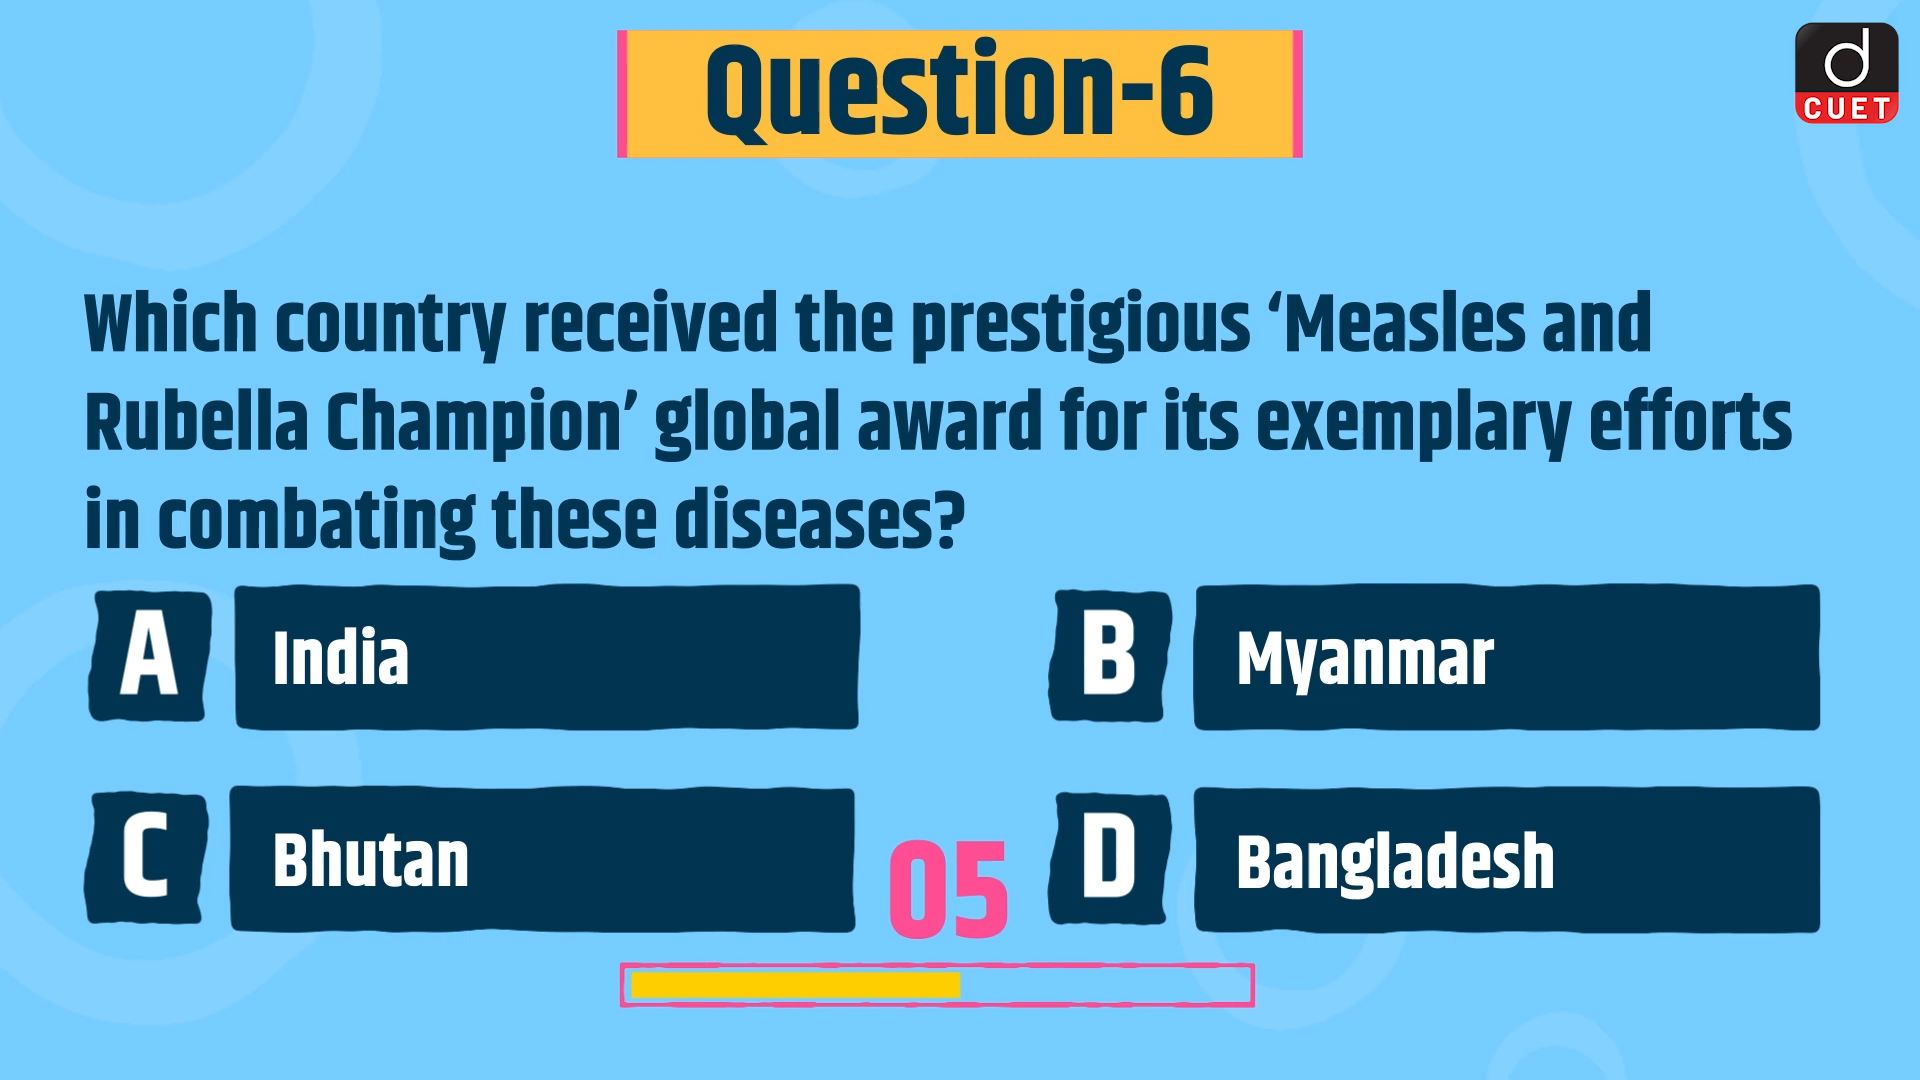 Question-6
d
CUET
Which country received the prestigious ‘Measles and
Rubella Champion’ global award for its exemplary efforts
in combating these diseases?
A India
B Myanmar
C Bhutan
D Bangladesh
05